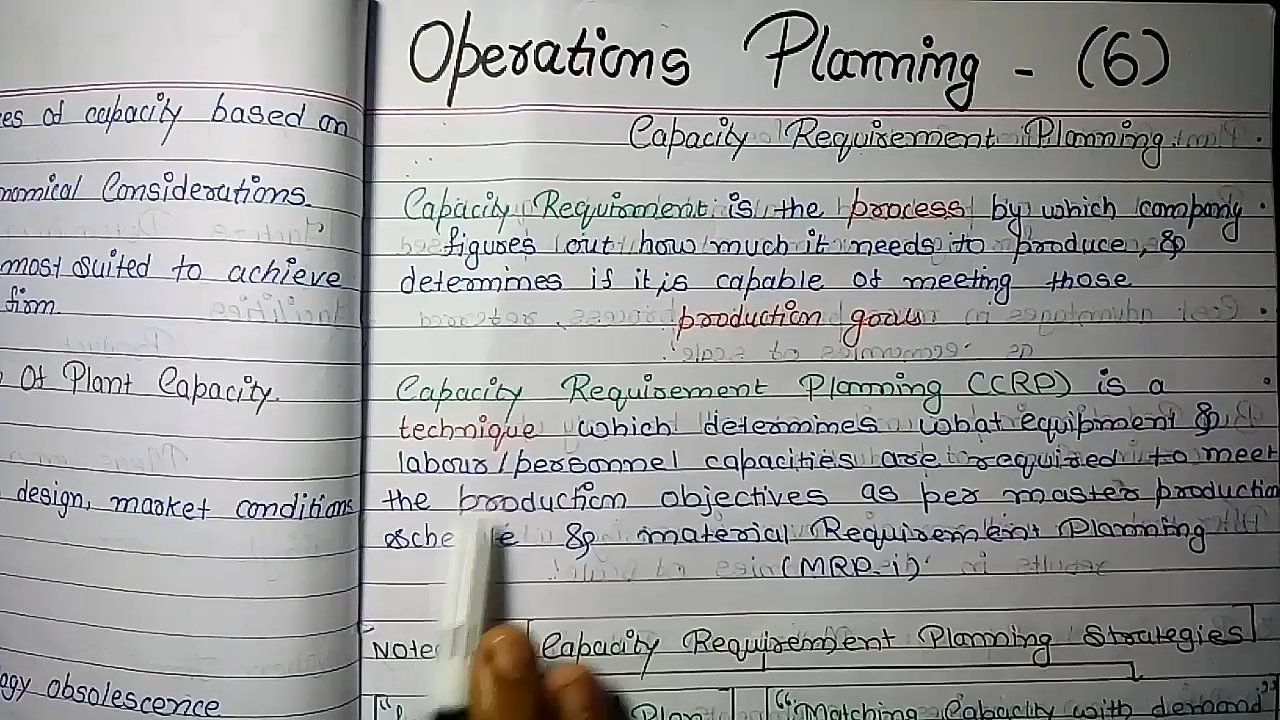 Operations Planning - (6)
es of capacity based on
nomical Considerations.
most suited to achieve
firm
Of Plant Capacity.
design, market conditions
ogy obsolescence
Capacity Requirement Planning
Capacity Requirment is the process by which company
figures out how much it needs to produce, &
determines if it is capable of meeting those
production goals
Capacity Requirement Planning (CRP) is a
technique which determines what equipment &
labour/personnel capacities are required to meet
the production objectives as per master production
sche e & material Requirement Planning
(MRP-i)
Note
Capacity Requirement Planning Strategies
Plan
"Matching Capacity with demand"